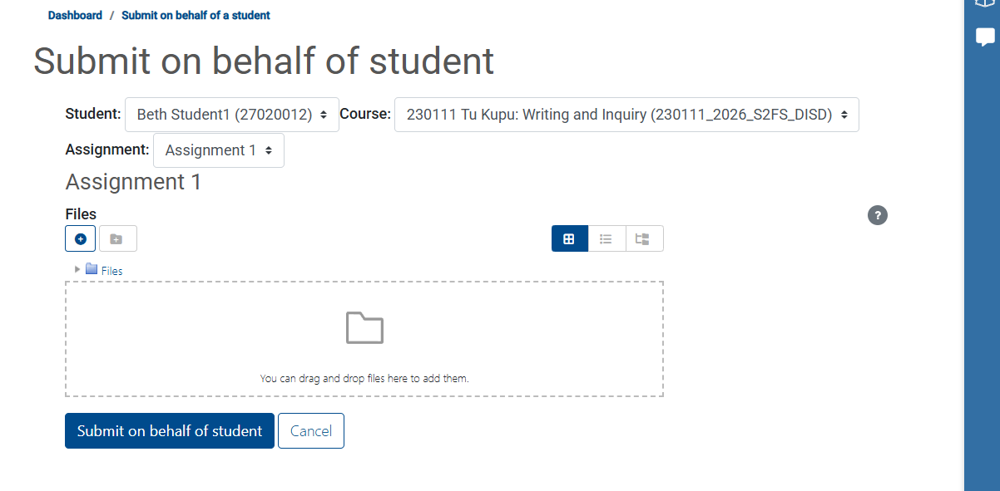 Dashboard / Submit on behalf of a student
Submit on behalf of student
Student: Beth Student1 (27020012) Course: 230111 Tu Kupu: Writing and Inquiry (230111_2026_S2FS_DISD)
Assignment: Assignment 1
Assignment 1
Files
?
Files
You can drag and drop files here to add them.
Submit on behalf of student Cancel